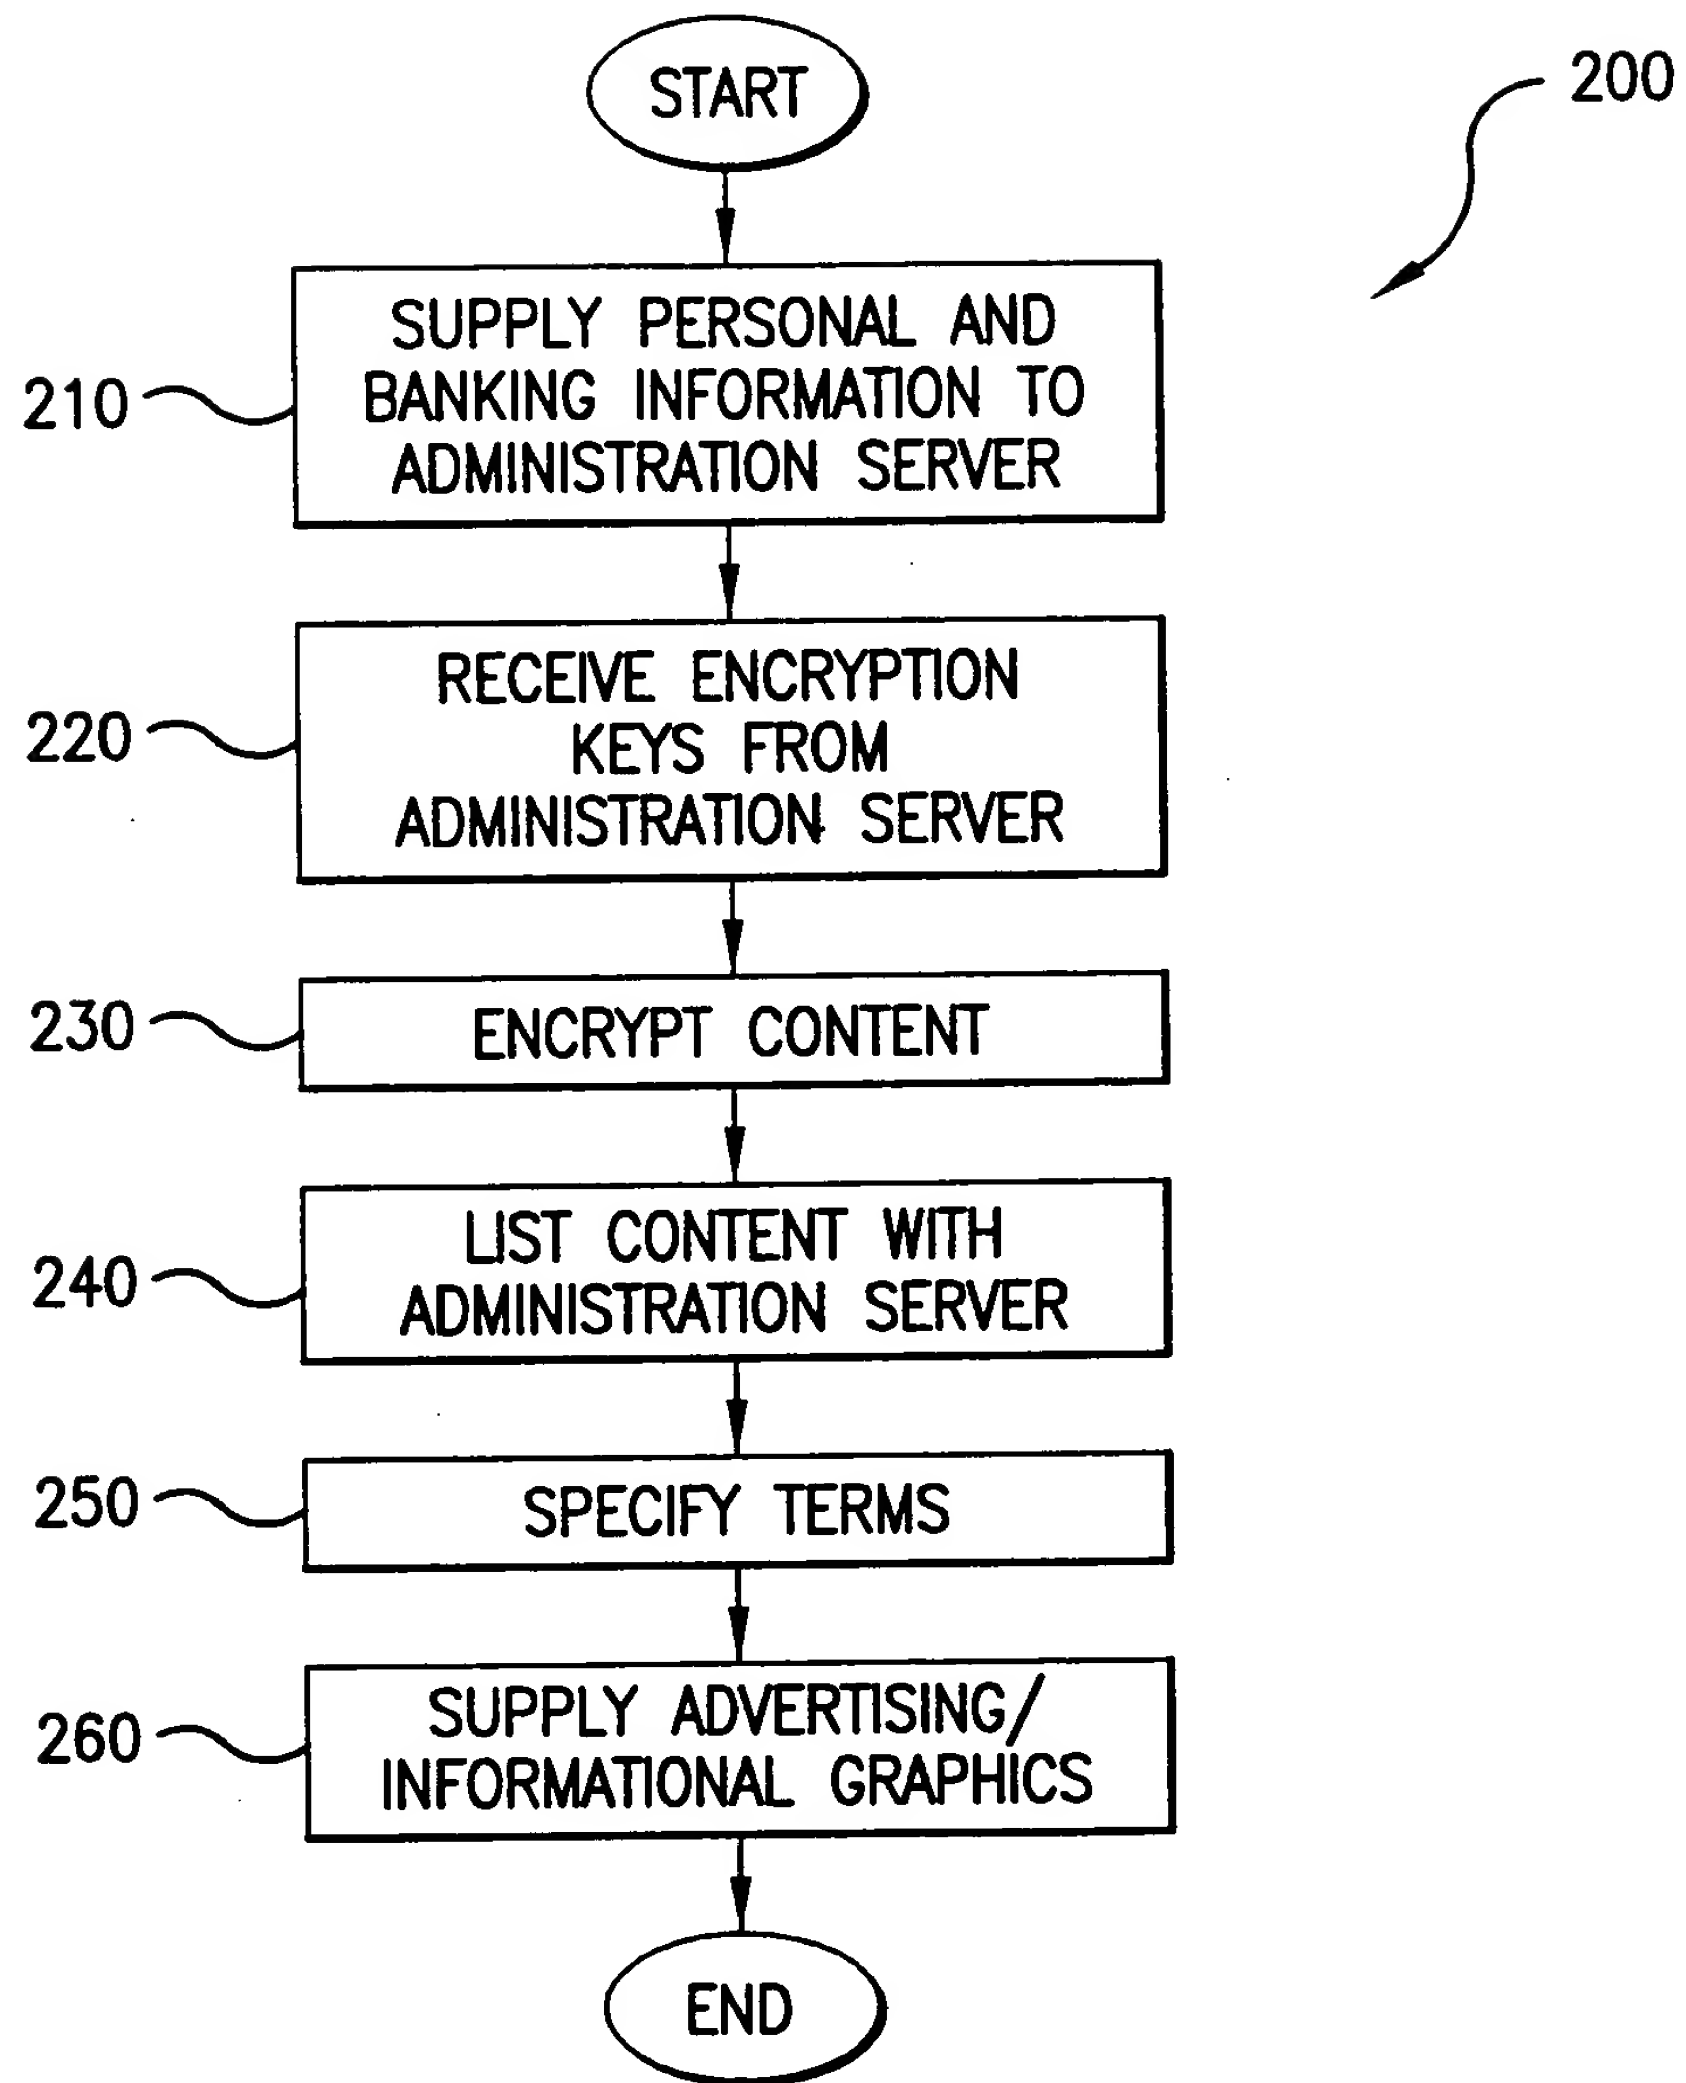 START
200
210
SUPPLY PERSONAL AND
BANKING INFORMATION TO
ADMINISTRATION SERVER
220
RECEIVE ENCRYPTION
KEYS FROM
ADMINISTRATION SERVER
230
ENCRYPT CONTENT
240
LIST CONTENT WITH
ADMINISTRATION SERVER
250
SPECIFY TERMS
260
SUPPLY ADVERTISING/
INFORMATIONAL GRAPHICS
END